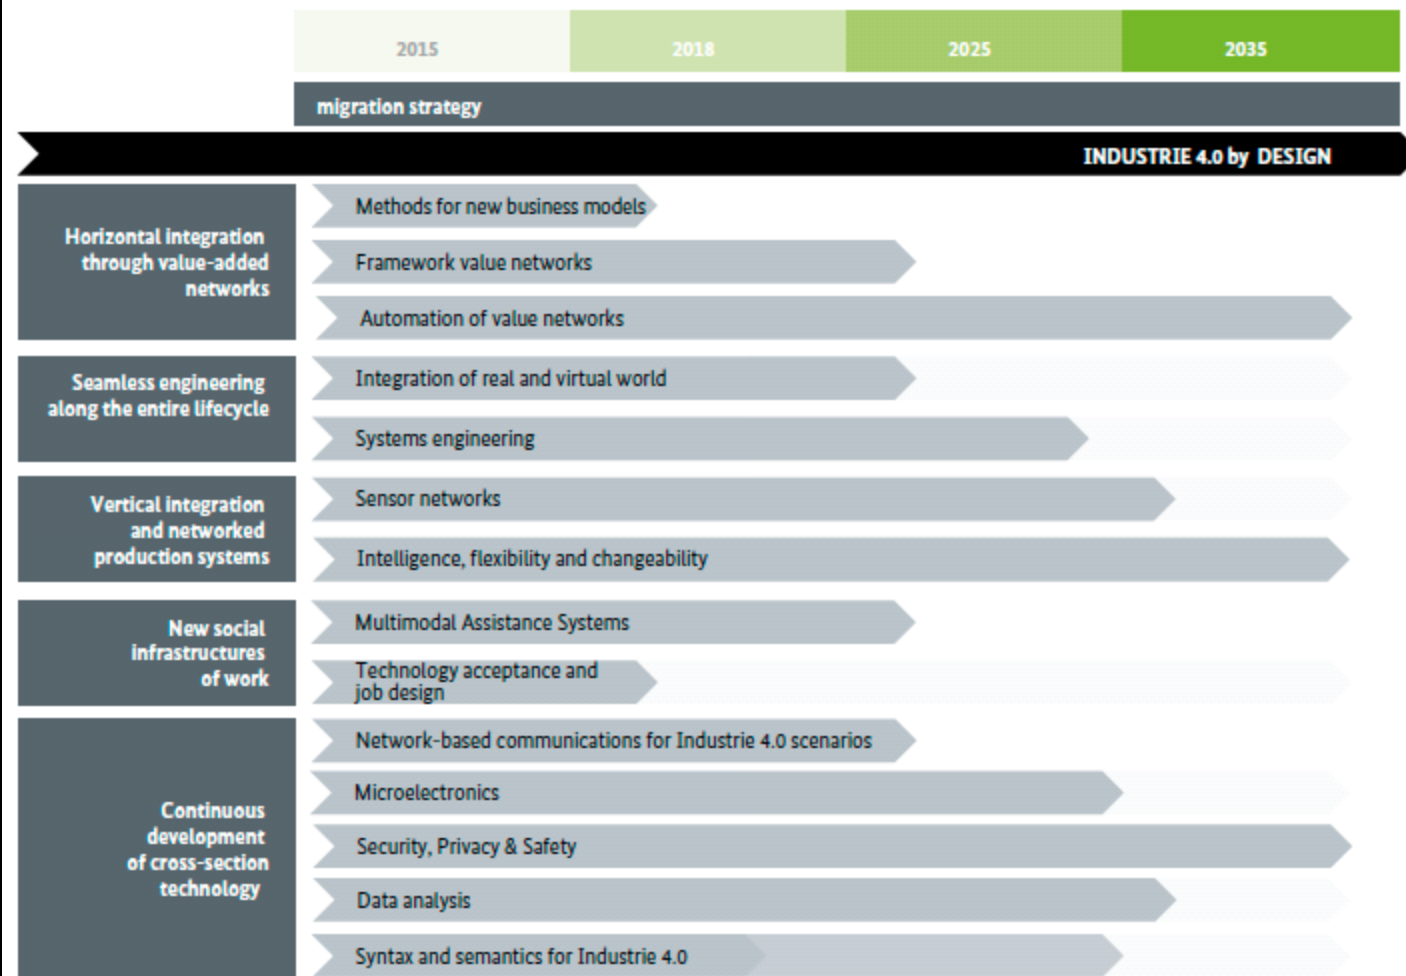 2015 2018 2025 2035
migration strategy
INDUSTRIE 4.0 by DESIGN
Horizontal integration
through value-added
networks
Methods for new business models
Framework value networks
Automation of value networks
Seamless engineering
along the entire lifecycle
Integration of real and virtual world
Systems engineering
Vertical integration
and networked
production systems
Sensor networks
Intelligence, flexibility and changeability
New social
infrastructures
of work
Multimodal Assistance Systems
Technology acceptance and
job design
Continuous
development
of cross-section
technology
Network-based communications for Industrie 4.0 scenarios
Microelectronics
Security, Privacy & Safety
Data analysis
Syntax and semantics for Industrie 4.0